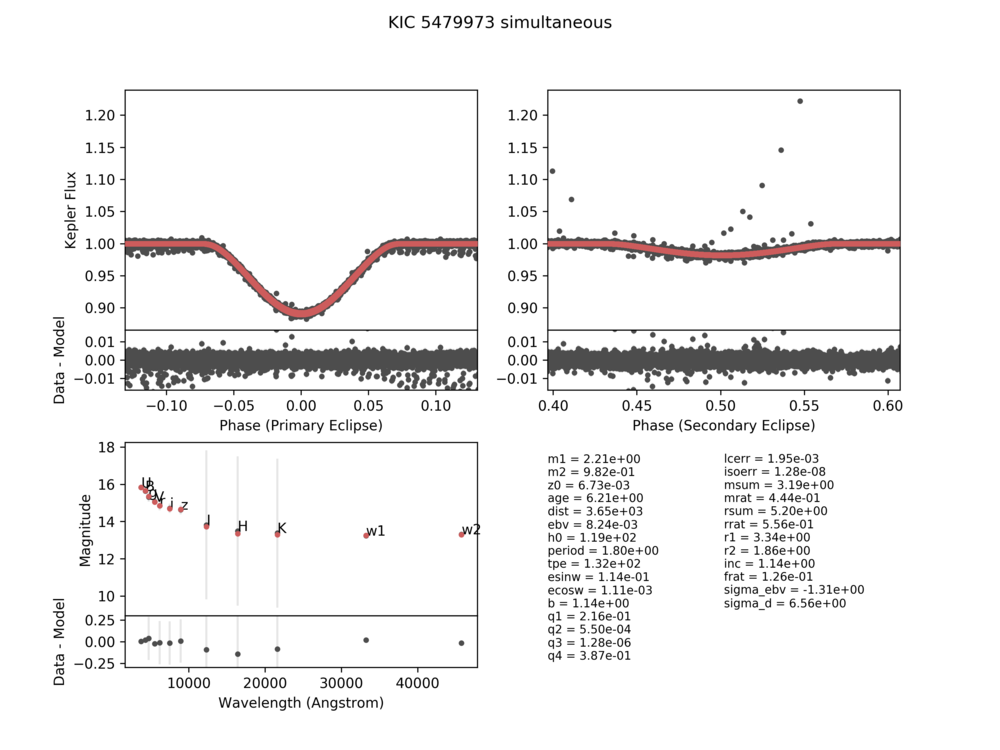 KIC 5479973 simultaneous
1.20
1.15
1.10
1.05
1.00
0.95
0.90
Kepler Flux
0.01
0.00
−0.01
Data - Model
−0.10 −0.05 0.00 0.05 0.10
Phase (Primary Eclipse)
1.20
1.15
1.10
1.05
1.00
0.95
0.90
0.01
0.00
−0.01
0.40 0.45 0.50 0.55 0.60
Phase (Secondary Eclipse)
18
16
14
12
10
Magnitude
U
B
g
V
r
i
z
J
H
K
w1
w2
0.25
0.00
−0.25
Data - Model
10000 20000 30000 40000
Wavelength (Angstrom)
m1 = 2.21e+00
m2 = 9.82e-01
z0 = 6.73e-03
age = 6.21e+00
dist = 3.65e+03
ebv = 8.24e-03
h0 = 1.19e+02
period = 1.80e+00
tpe = 1.32e+02
esinw = 1.14e-01
ecosw = 1.11e-03
b = 1.14e+00
q1 = 2.16e-01
q2 = 5.50e-04
q3 = 1.28e-06
q4 = 3.87e-01
lcerr = 1.95e-03
isoerr = 1.28e-08
msum = 3.19e+00
mrat = 4.44e-01
rsum = 5.20e+00
rrat = 5.56e-01
r1 = 3.34e+00
r2 = 1.86e+00
inc = 1.14e+00
frat = 1.26e-01
sigma_ebv = -1.31e+00
sigma_d = 6.56e+00